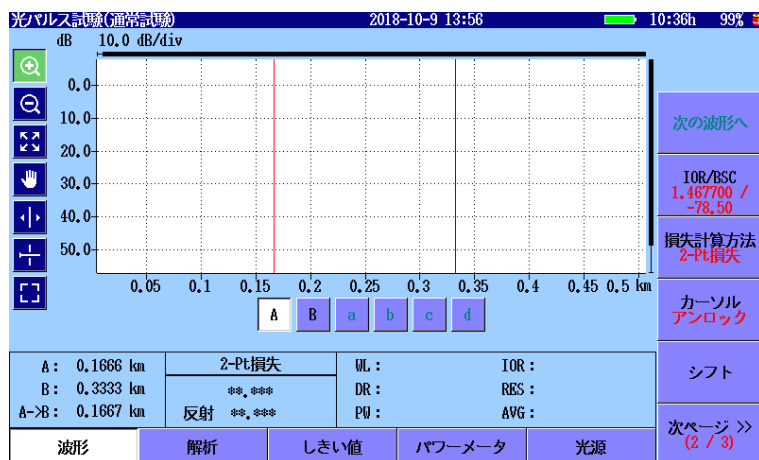 光パルス試験(通常試験) 2018-10-9 13:56 10:36h 99%
dB 10.0 dB/div
0.0
10.0
20.0
30.0
40.0
50.0
0.05 0.1 0.15 0.2 0.25 0.3 0.35 0.4 0.45 0.5 km
A B a b c d
次の波形へ
IOR/BSC
1.467700 /
-78.50
損失計算方法
2-Pt損失
カーソル
アンロック
シフト
次ページ >>
(2 / 3)
A: 0.1666 km
B: 0.3333 km
A->B: 0.1667 km
2-Pt損失
**.***
反射 **.***
WL: IOR:
DR: RES:
PW: AVG:
波形 解析 しきい値 パワーメータ 光源